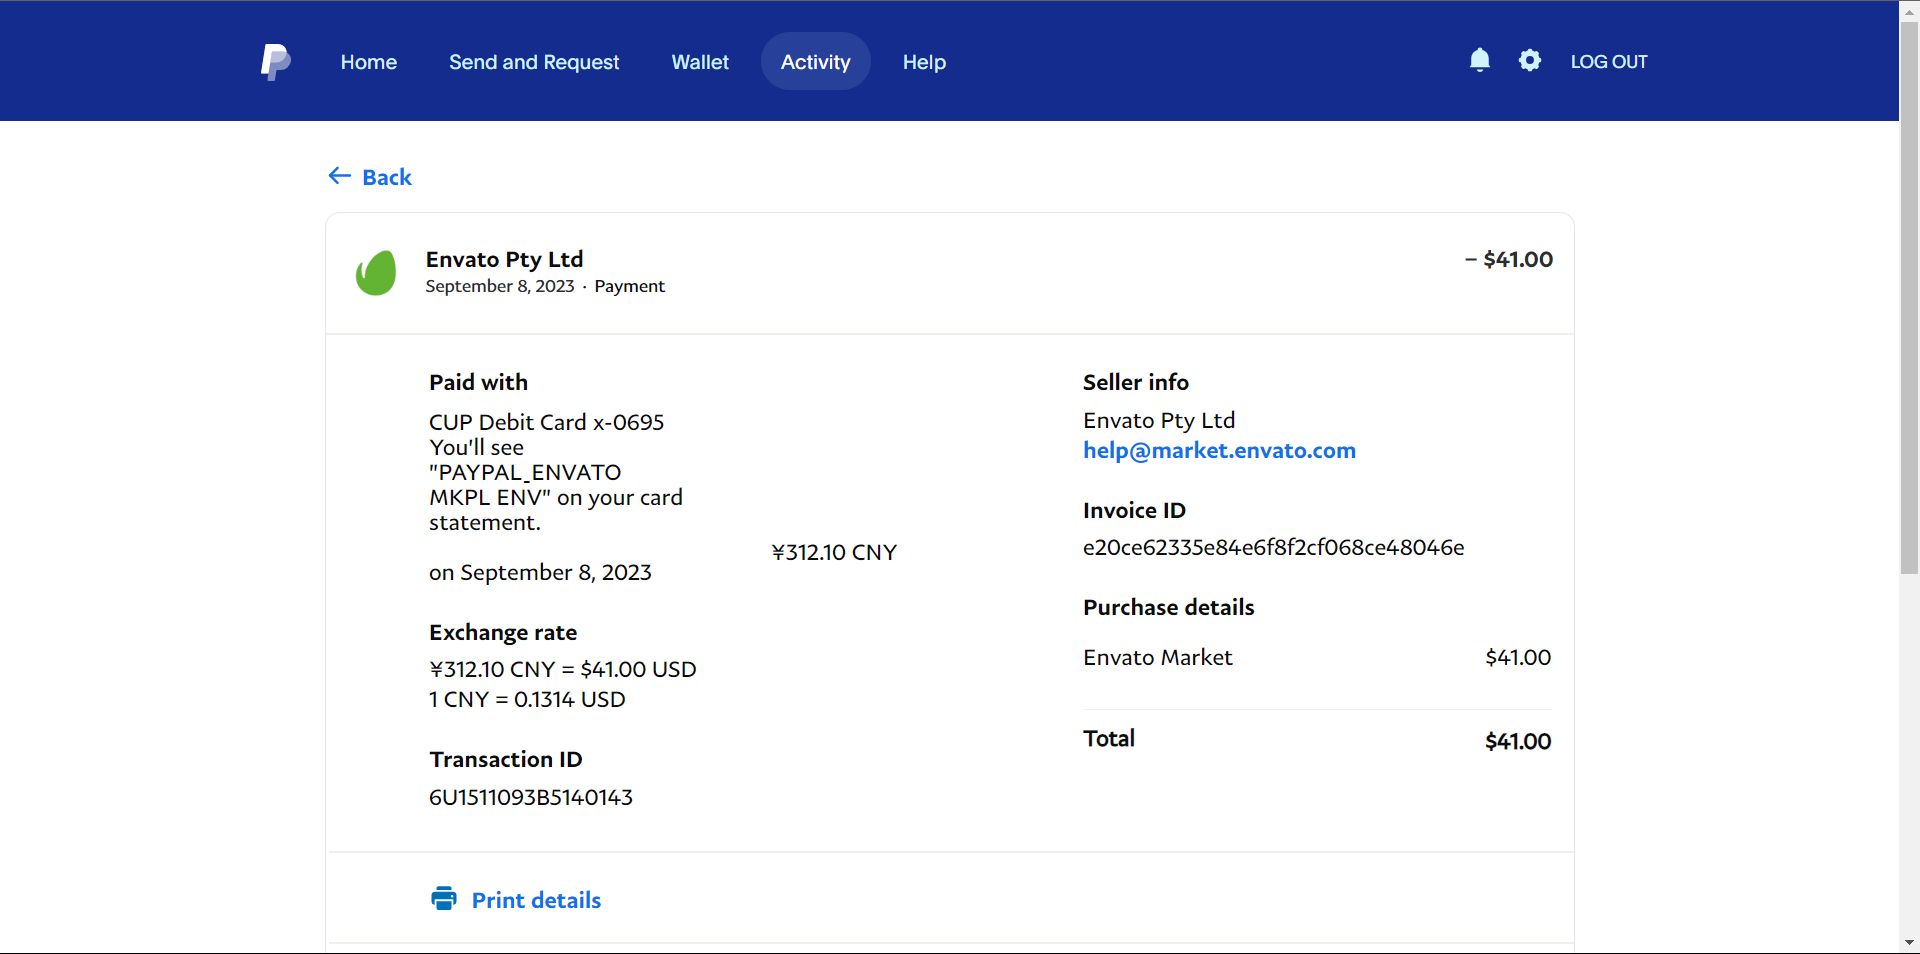 Home
Send and Request
Wallet
Activity
Help
LOG OUT
Back
Envato Pty Ltd
– $41.00
September 8, 2023 · Payment
Paid with
CUP Debit Card x-0695
You'll see
"PAYPAL_ENVATO
MKPL ENV" on your card
statement.
¥312.10 CNY
on September 8, 2023
Exchange rate
¥312.10 CNY = $41.00 USD
1 CNY = 0.1314 USD
Transaction ID
6U1511093B5140143
Seller info
Envato Pty Ltd
help@market.envato.com
Invoice ID
e20ce62335e84e6f8f2cf068ce48046e
Purchase details
Envato Market $41.00
Total $41.00
Print details